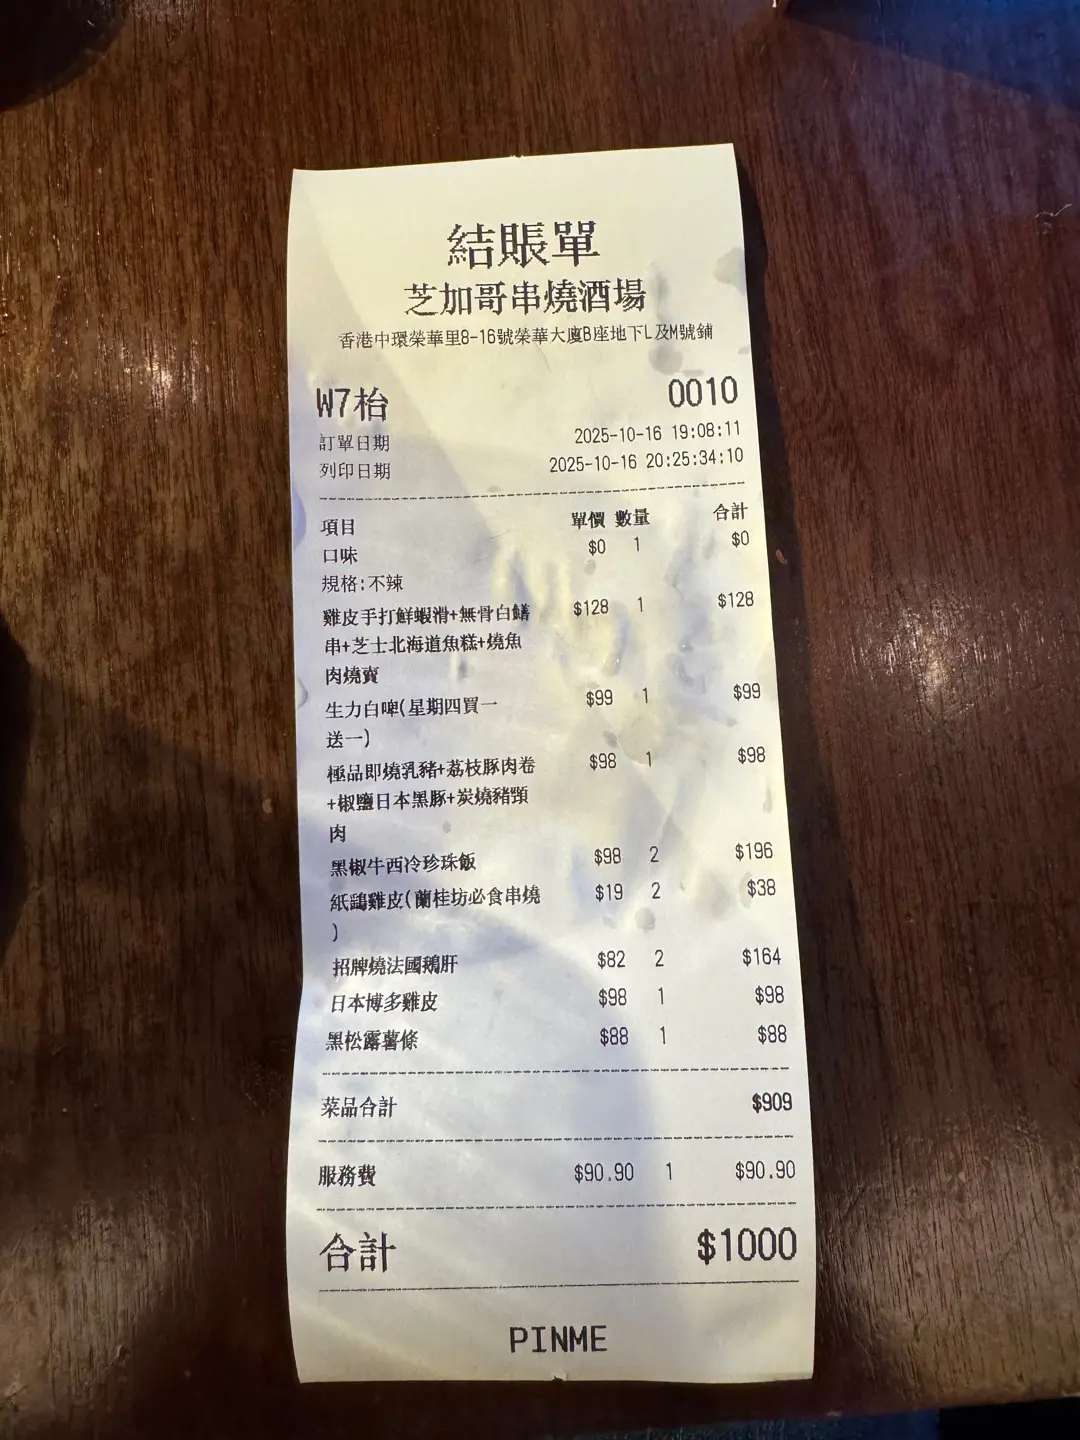 結賬單
芝加哥串燒酒場
香港中環榮華里8-16號榮華大廈B座地下L及M號鋪
W7枱 0010
訂單日期 2025-10-16 19:08:11
列印日期 2025-10-16 20:25:34:10
項目 單價 數量 合計
口味 $0 1 $0
規格:不辣
雞皮手打鮮蝦滑+無骨白鱔 $128 1 $128
串+芝士北海道魚糕+燒魚
肉燒賣
生力白啤(星期四買一 $99 1 $99
送一)
極品即燒乳豬+荔枝豚肉卷 $98 1 $98
+椒鹽日本黑豚+炭燒豬頸
肉
黑椒牛西冷珍珠飯 $98 2 $196
紙鷂雞皮(蘭桂坊必食串燒 $19 2 $38
)
招牌燒法國鵝肝 $82 2 $164
日本博多雞皮 $98 1 $98
黑松露薯條 $88 1 $88
菜品合計 $909
服務費 $90.90 1 $90.90
合計 $1000
PINME